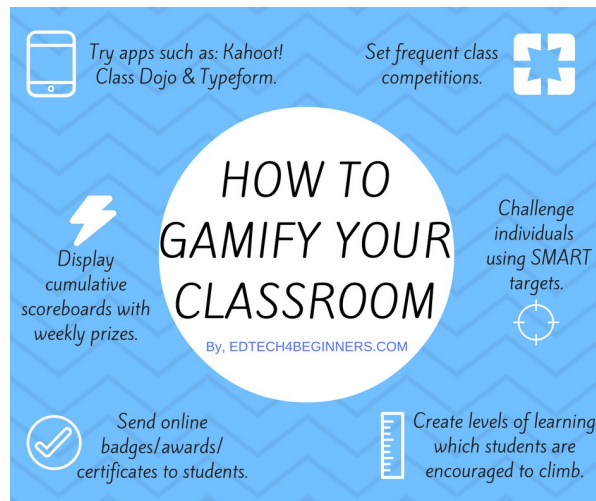 Try apps such as: Kahoot!
Class Dojo & Typeform.
Set frequent class
competitions.
HOW TO
GAMIFY YOUR
CLASSROOM
By, EDTECH4BEGINNERS.COM
Display
cumulative
scoreboards with
weekly prizes.
Challenge
individuals
using SMART
targets.
Send online
badges/awards/
certificates to students.
Create levels of learning
which students are
encouraged to climb.